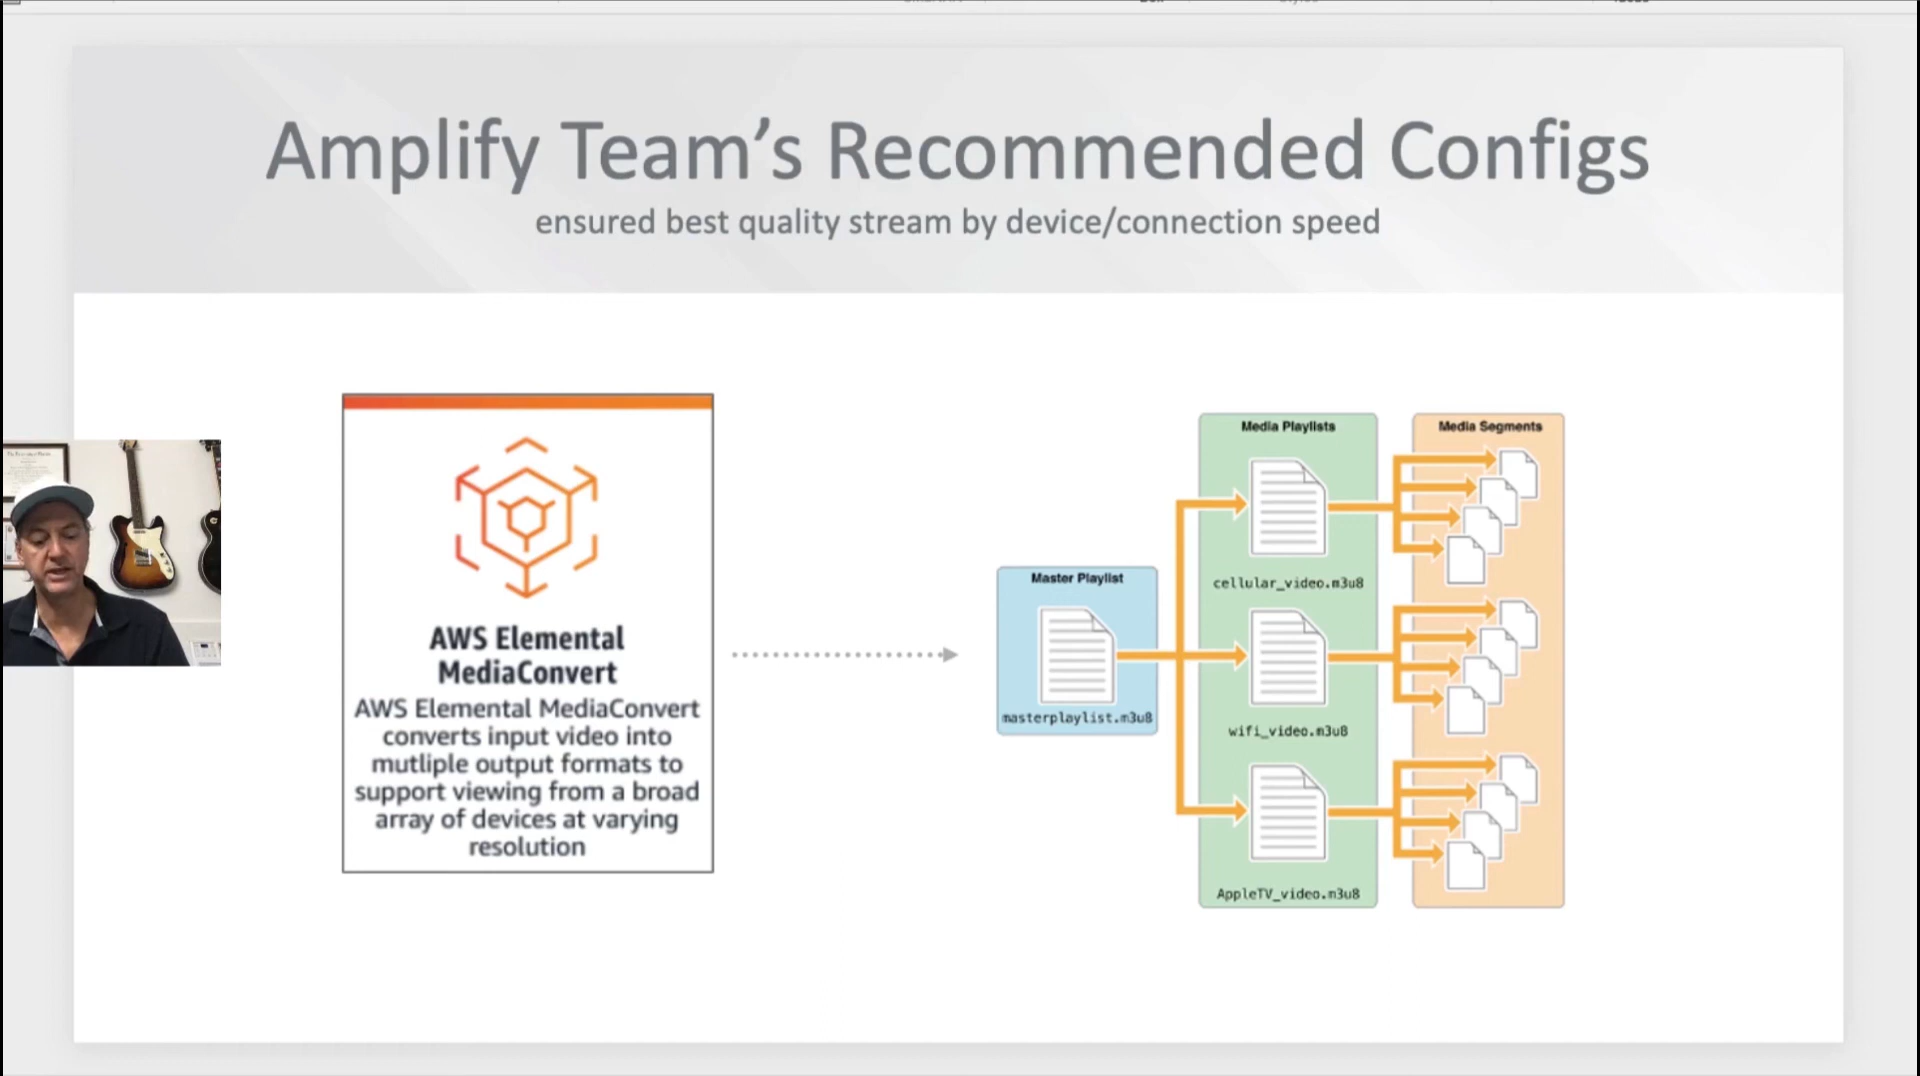 Amplify Team's Recommended Configs
ensured best quality stream by device/connection speed
AWS Elemental
MediaConvert
AWS Elemental MediaConvert
converts input video into
mutliple output formats to
support viewing from a broad
array of devices at varying
resolution
Master Playlist
masterplaylist.m3u8
Media Playlists
cellular_video.m3u8
wifi_video.m3u8
AppleTV_video.m3u8
Media Segments